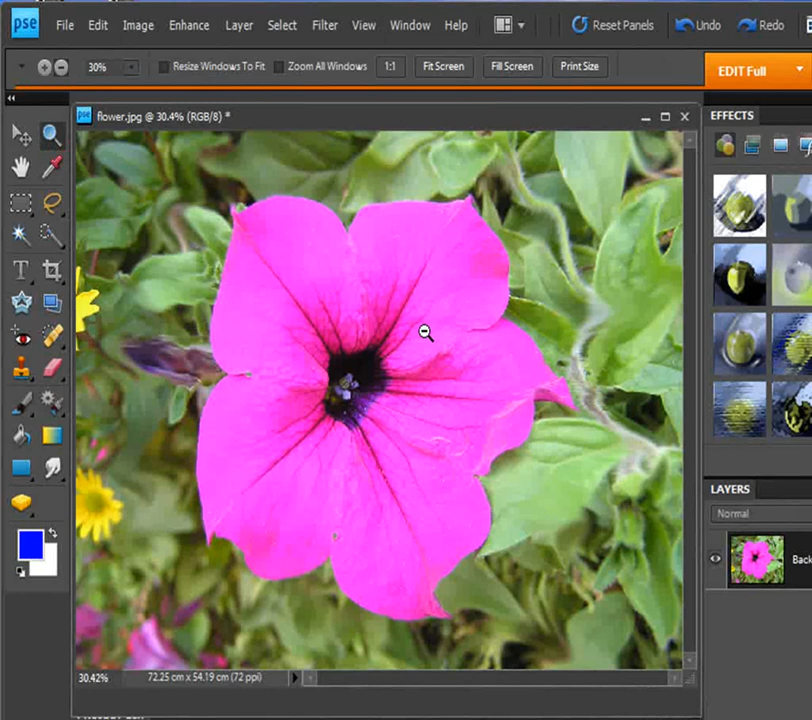 pse File Edit Image Enhance Layer Select Filter View Window Help Reset Panels Undo Redo
30% Resize Windows To Fit Zoom All Windows 1:1 Fit Screen Fill Screen Print Size EDIT Full
flower.jpg @ 30.4% (RGB/8) *
EFFECTS
T
LAYERS
Normal
Back
30.42% 72.25 cm x 54.19 cm (72 ppi)